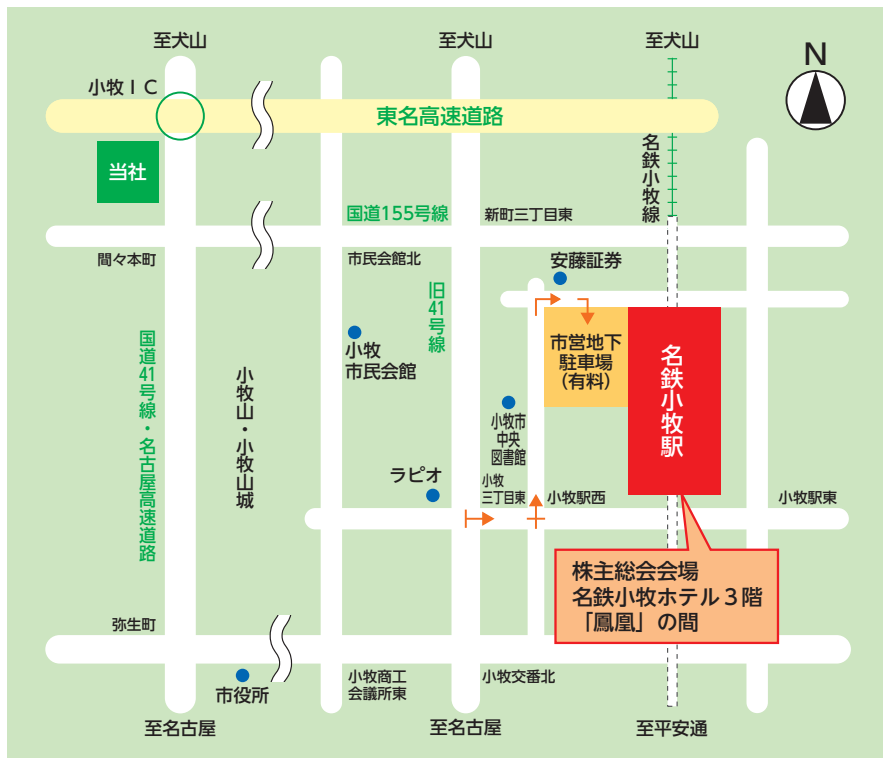 至犬山
至犬山
至犬山
N
小牧ＩＣ
東名高速道路
名鉄小牧線
当社
国道155号線
新町三丁目東
間々本町
市民会館北
安藤証券
旧41号線
国道41号線・名古屋高速道路
小牧山・小牧山城
小牧
市民会館
市営地下
駐車場
（有料）
名鉄小牧駅
小牧市
中央
図書館
ラピオ
小牧
三丁目東
小牧駅西
小牧駅東
株主総会会場
名鉄小牧ホテル３階
「鳳凰」の間
弥生町
市役所
小牧商工
会議所東
小牧交番北
至名古屋
至名古屋
至平安通